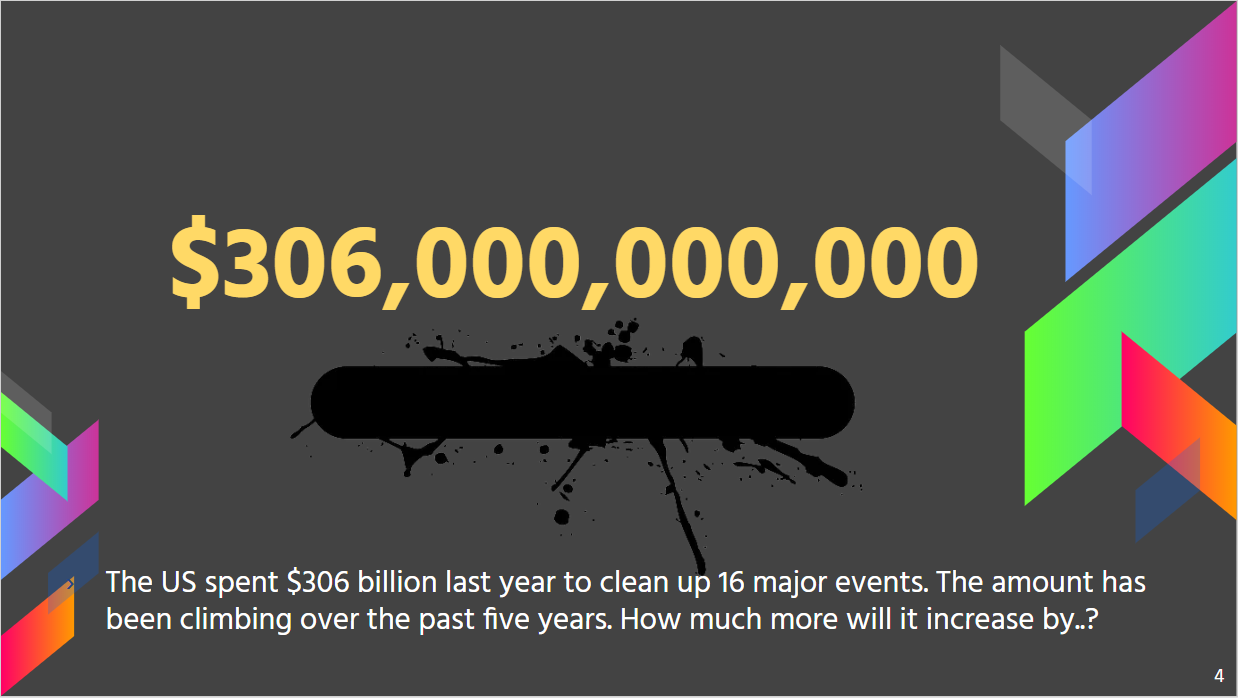 $306,000,000,000
The US spent $306 billion last year to clean up 16 major events. The amount has
been climbing over the past five years. How much more will it increase by..?
4